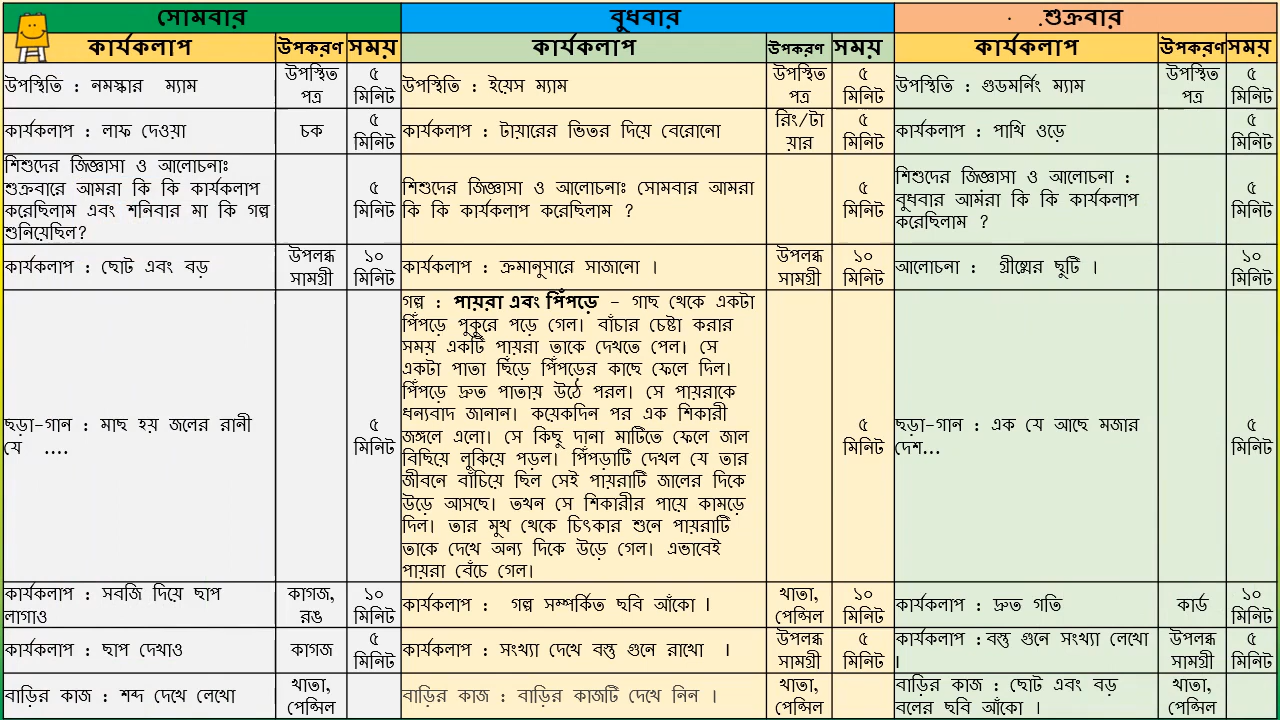 সোমবার
বুধবার
শুক্রবার
কার্যকলাপ
উপকরণ
সময়
কার্যকলাপ
উপকরণ
সময়
কার্যকলাপ
উপকরণ
সময়
উপস্থিতি : নমস্কার ম্যাম
উপস্থিত
পত্র
৫
মিনিট
উপস্থিতি : ইয়েস ম্যাম
উপস্থিত
পত্র
৫
মিনিট
উপস্থিতি : গুডমর্নিং ম্যাম
উপস্থিত
পত্র
৫
মিনিট
কার্যকলাপ : লাফ দেওয়া
চক
৫
মিনিট
কার্যকলাপ : টায়ারের ভিতর দিয়ে বেরোনো
রিং/টা
য়ার
৫
মিনিট
কার্যকলাপ : পাখি ওড়ে
৫
মিনিট
শিশুদের জিজ্ঞাসা ও আলোচনাঃ
শুক্রবারে আমরা কি কি কার্যকলাপ
করেছিলাম এবং শনিবার মা কি গল্প
শুনিয়েছিল?
৫
মিনিট
শিশুদের জিজ্ঞাসা ও আলোচনাঃ সোমবার আমরা
কি কি কার্যকলাপ করেছিলাম ?
৫
মিনিট
শিশুদের জিজ্ঞাসা ও আলোচনা :
বুধবার আমরা কি কি কার্যকলাপ
করেছিলাম ?
৫
মিনিট
কার্যকলাপ : ছোট এবং বড়
উপলব্ধ
সামগ্রী
১০
মিনিট
কার্যকলাপ : ক্রমানুসারে সাজানো ।
উপলব্ধ
সামগ্রী
১০
মিনিট
আলোচনা : গ্রীষ্মের ছুটি ।
১০
মিনিট
ছড়া-গান : মাছ হয় জলের রানী
যে ....
৫
মিনিট
গল্প : পায়রা এবং পিঁপড়ে - গাছ থেকে একটা
পিঁপড়ে পুকুরে পড়ে গেল। বাঁচার চেষ্টা করার
সময় একটি পায়রা তাকে দেখতে পেল। সে
একটা পাতা ছিঁড়ে পিঁপড়ের কাছে ফেলে দিল।
পিঁপড়ে দ্রুত পাতায় উঠে পরল। সে পায়রাকে
ধন্যবাদ জানান। কয়েকদিন পর এক শিকারী
জঙ্গলে এলো। সে কিছু দানা মাটিতে ফেলে জাল
বিছিয়ে লুকিয়ে পড়ল। পিঁপড়াটি দেখল যে তার
জীবনে বাঁচিয়ে ছিল সেই পায়রাটি জালের দিকে
উড়ে আসছে। তখন সে শিকারীর পায়ে কামড়ে
দিল। তার মুখ থেকে চিৎকার শুনে পায়রাটি
তাকে দেখে অন্য দিকে উড়ে গেল। এভাবেই
পায়রা বেঁচে গেল।
৫
মিনিট
ছড়া-গান : এক যে আছে মজার
দেশ...
৫
মিনিট
কার্যকলাপ : সবজি দিয়ে ছাপ
লাগাও
কাগজ,
রঙ
১০
মিনিট
কার্যকলাপ : গল্প সম্পর্কিত ছবি আঁকো ।
খাতা,
পেন্সিল
১০
মিনিট
কার্যকলাপ : দ্রুত গতি
কার্ড
১০
মিনিট
কার্যকলাপ : ছাপ দেখাও
কাগজ
৫
মিনিট
কার্যকলাপ : সংখ্যা দেখে বস্তু গুনে রাখো ।
উপলব্ধ
সামগ্রী
৫
মিনিট
কার্যকলাপ :বস্তু গুনে সংখ্যা লেখো
।
উপলব্ধ
সামগ্রী
৫
মিনিট
বাড়ির কাজ : শব্দ দেখে লেখো
খাতা,
পেন্সিল
বাড়ির কাজ : বাড়ির কাজটি দেখে নিন ।
খাতা,
পেন্সিল
বাড়ির কাজ : ছোট এবং বড়
বলের ছবি আঁকো ।
খাতা,
পেন্সিল